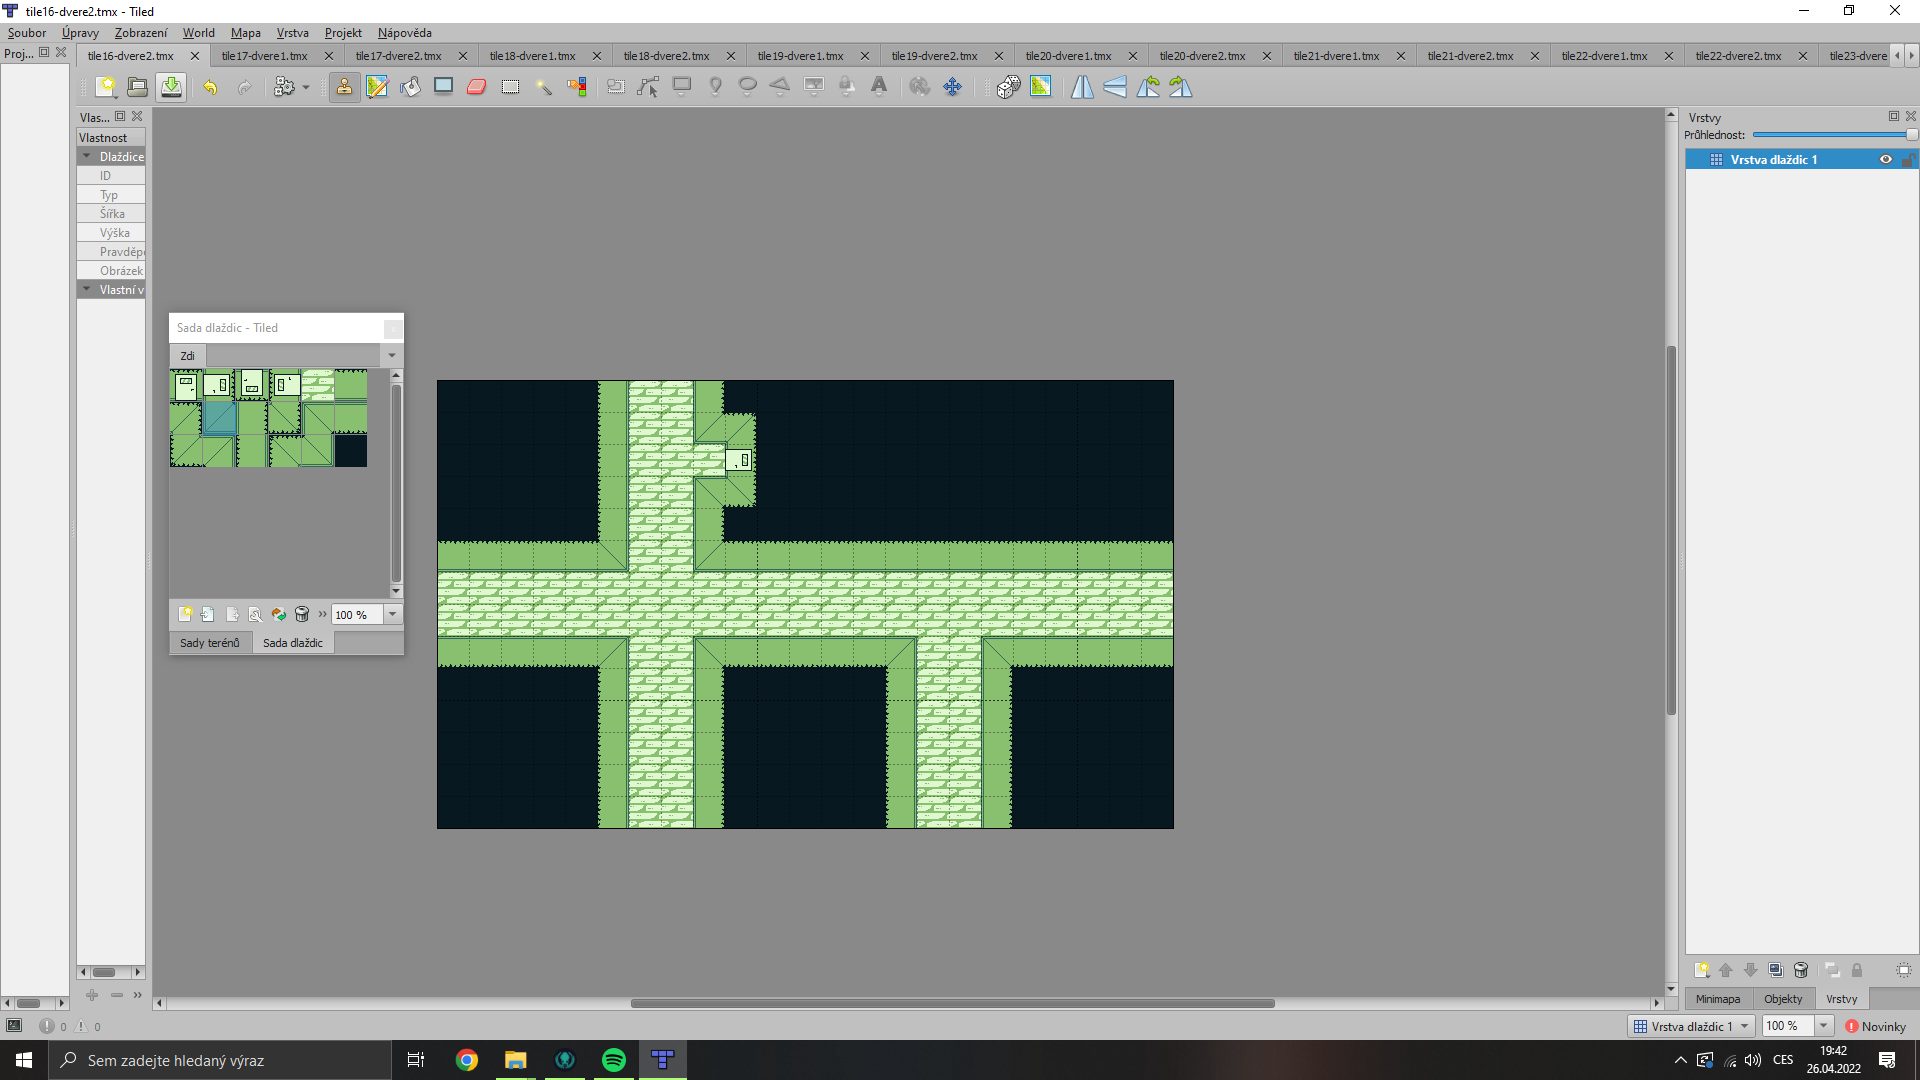 tile16-dvere2.tmx - Tiled
Soubor Úpravy Zobrazení World Mapa Vrstva Projekt Nápověda
Proj...
tile16-dvere2.tmx tile17-dvere1.tmx tile17-dvere2.tmx tile18-dvere1.tmx tile18-dvere2.tmx tile19-dvere1.tmx tile19-dvere2.tmx tile20-dvere1.tmx tile20-dvere2.tmx tile21-dvere1.tmx tile21-dvere2.tmx tile22-dvere1.tmx tile22-dvere2.tmx tile23-dvere
Vlas...
Vlastnost
Dlaždice
ID
Typ
Šířka
Výška
Pravděpo
Obrázek
Vlastní v
Sada dlaždic - Tiled
Zdi
100 %
Sady terénů Sada dlaždic
Vrstvy
Průhlednost:
Vrstva dlaždic 1
Minimapa Objekty Vrstvy
0 0
Vrstva dlaždic 1 100 % Novinky
Sem zadejte hledaný výraz
CES
19:42
26.04.2022